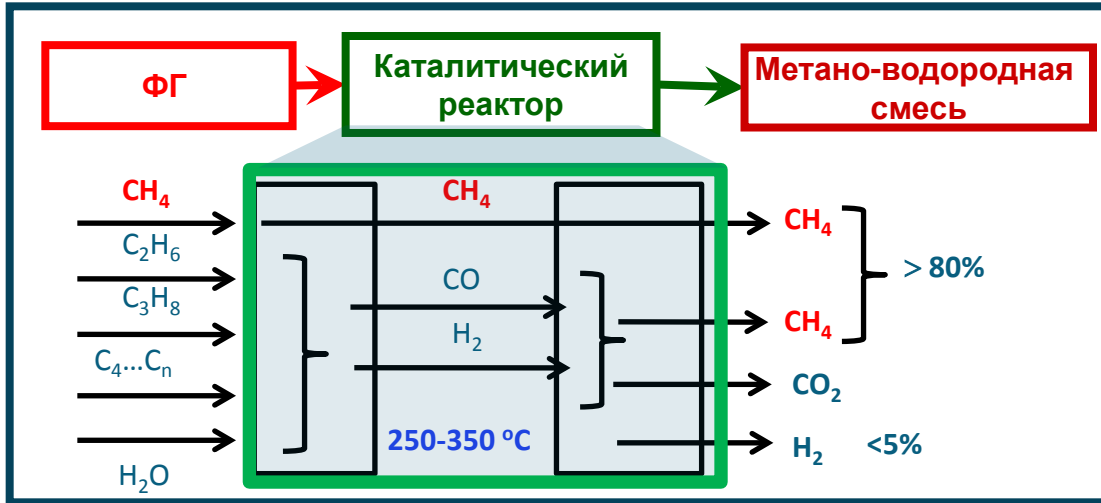 ФГ
Каталитический
реактор
Метано-водородная
смесь
CH₄
C₂H₆
C₃H₈
C₄...Cₙ
H₂O
CH₄
CO
H₂
250-350 ºC
CH₄
> 80%
CH₄
CO₂
H₂ <5%